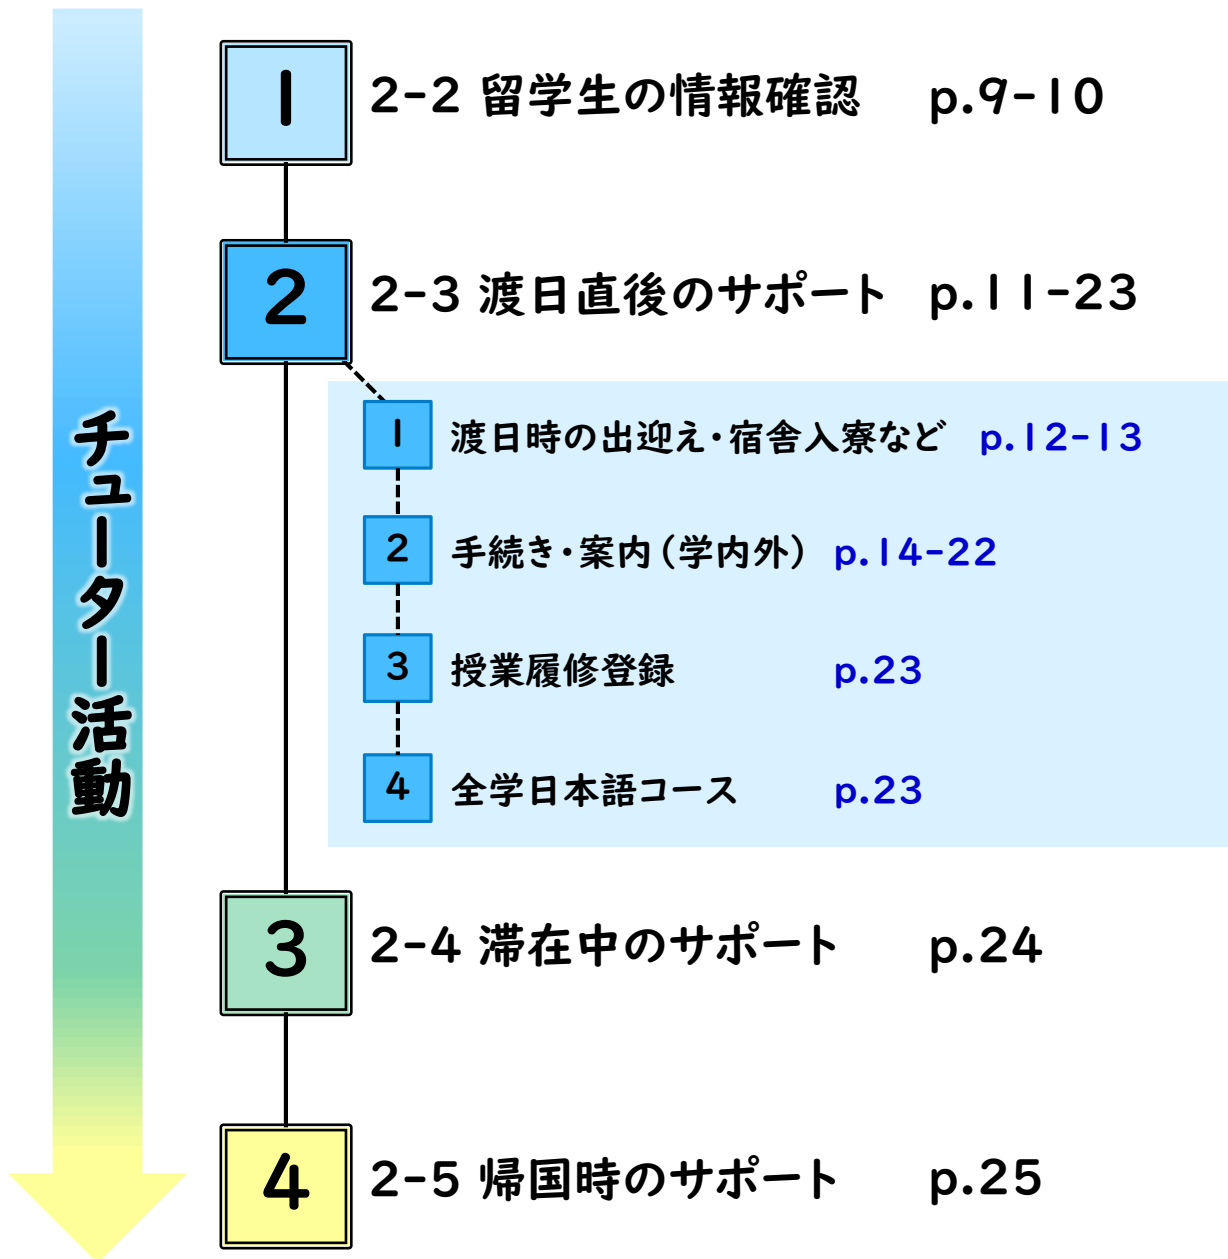 チューター活動
1 2-2 留学生の情報確認 p.9-10
2 2-3 渡日直後のサポート p.11-23
1 渡日時の出迎え・宿舎入寮など p.12-13
2 手続き・案内(学内外) p.14-22
3 授業履修登録 p.23
4 全学日本語コース p.23
3 2-4 滞在中のサポート p.24
4 2-5 帰国時のサポート p.25